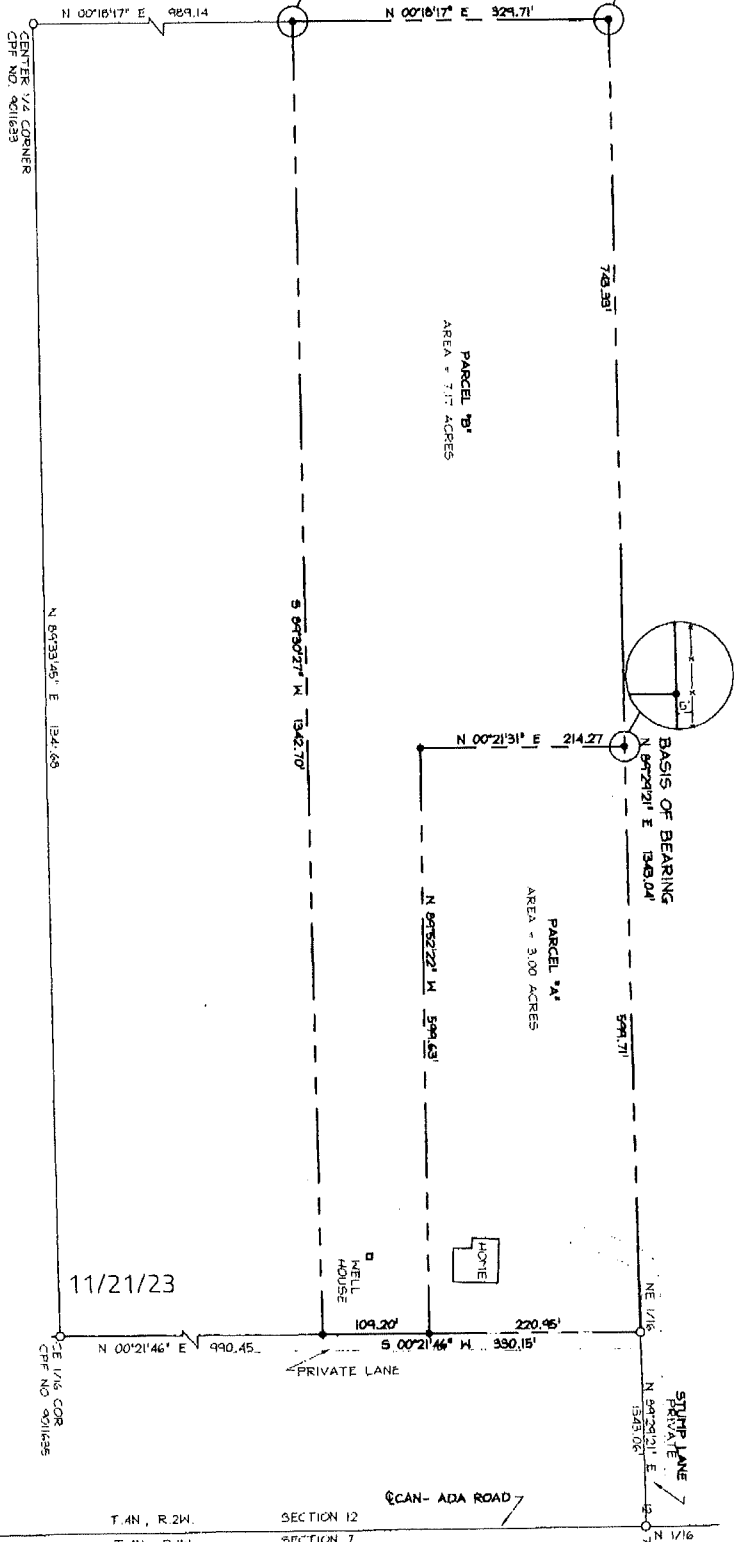 N 00°18'17" E 989.14
N 00°18'17" E 329.71'
CENTER 1/4 CORNER
CPF NO. 9011633
743.33'
PARCEL "B"
AREA = 7.17 ACRES
N 89°33'45" E 1341.68
S 89°30'27" W 1342.70'
BASIS OF BEARING
N 89°29'21" E 1343.04'
N 00°21'31" E 214.27
N 89°52'22" W 599.63'
PARCEL "A"
AREA = 3.00 ACRES
599.71'
HOME
WELL
HOUSE
NE 1/16
11/21/23
109.20'
220.95'
N 00°21'46" E 990.45
S 00°21'46" W 330.15'
PRIVATE LANE
1/16 COR
CPF NO 9011635
STUMP LANE
PRIVATE
N 89°29'21" E
1343.06'
℄CAN-ADA ROAD
T.4N, R.2W. SECTION 12
SECTION 7
N 1/16